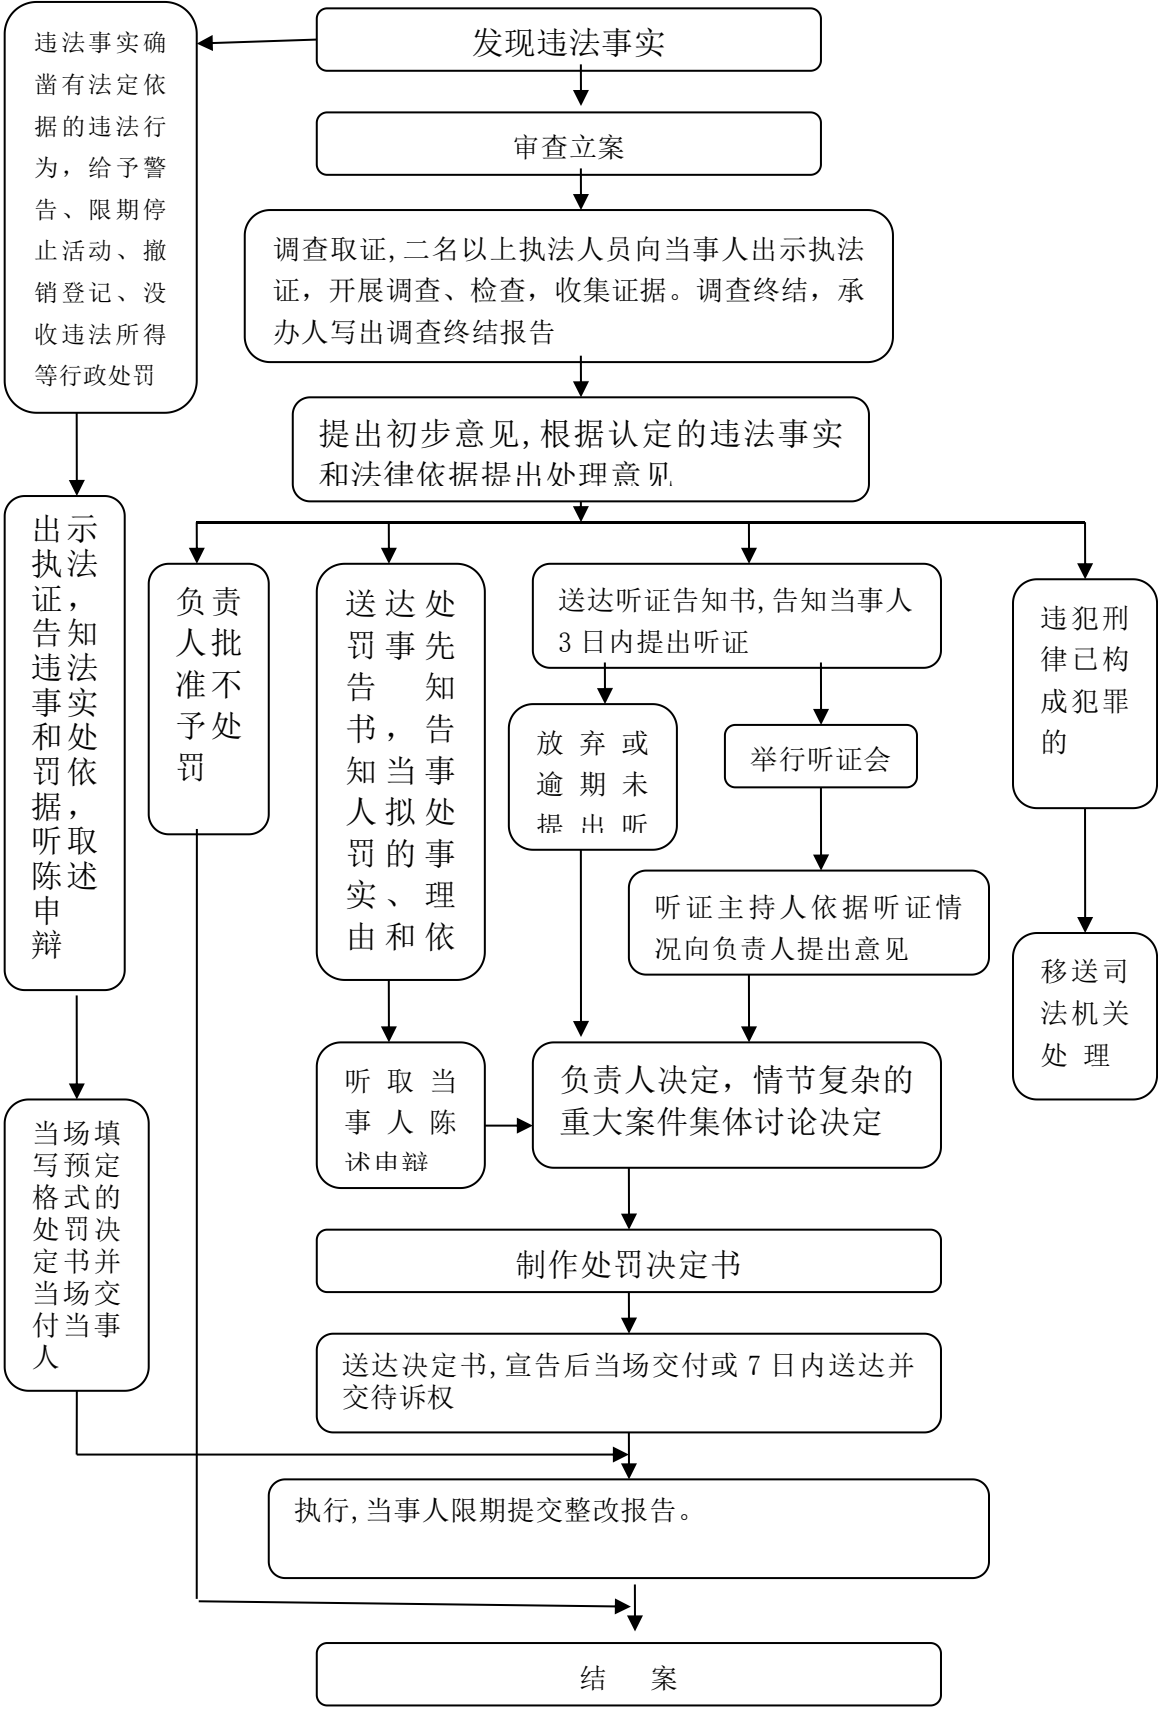 发现违法事实
违法事实确
凿有法定依
据的违法行
为，给予警
告、限期停
止活动、撤
销登记、没
收违法所得
等行政处罚
审查立案
调查取证,二名以上执法人员向当事人出示执法
证，开展调查、检查，收集证据。调查终结，承
办人写出调查终结报告
提出初步意见,根据认定的违法事实
和法律依据提出处理意见
出示
执法
证，
告知
违法
事实
和处
罚依
据，
听取
陈述
申
辩
负责
人批
准不
予处
罚
送达处
罚事先
告知
书，告
知当事
人拟处
罚的事
实、理
由和依
送达听证告知书,告知当事人
3日内提出听证
违犯刑
律已构
成犯罪
的
放弃或
逾期未
提出听
举行听证会
听证主持人依据听证情
况向负责人提出意见
移送司
法机关
处理
听取当
事人陈
述申辩
负责人决定，情节复杂的
重大案件集体讨论决定
当场填
写预定
格式的
处罚决
定书并
当场交
付当事
人
制作处罚决定书
送达决定书,宣告后当场交付或7日内送达并
交待诉权
执行,当事人限期提交整改报告。
结 案